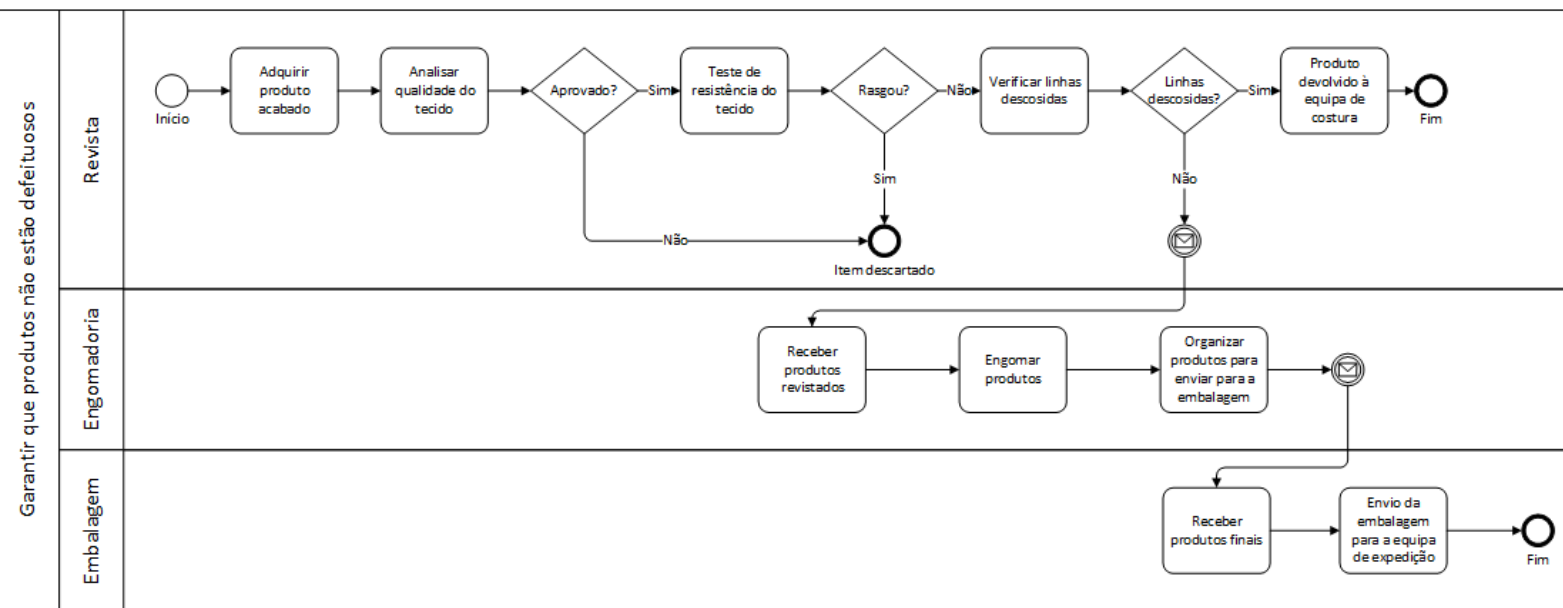 Garantir que produtos não estão defeituosos
Revista
Início
Adquirir
produto
acabado
Analisar
qualidade do
tecido
Aprovado?
Sim
Não
Teste de
resistência do
tecido
Rasgou?
Não
Sim
Item descartado
Verificar linhas
descosidas
Linhas
descosidas?
Sim
Não
Produto
devolvido à
equipa de
costura
Fim
Engomadoria
Receber
produtos
revistados
Engomar
produtos
Organizar
produtos para
enviar para a
embalagem
Embalagem
Receber
produtos finais
Envio da
embalagem
para a equipa
de expedição
Fim